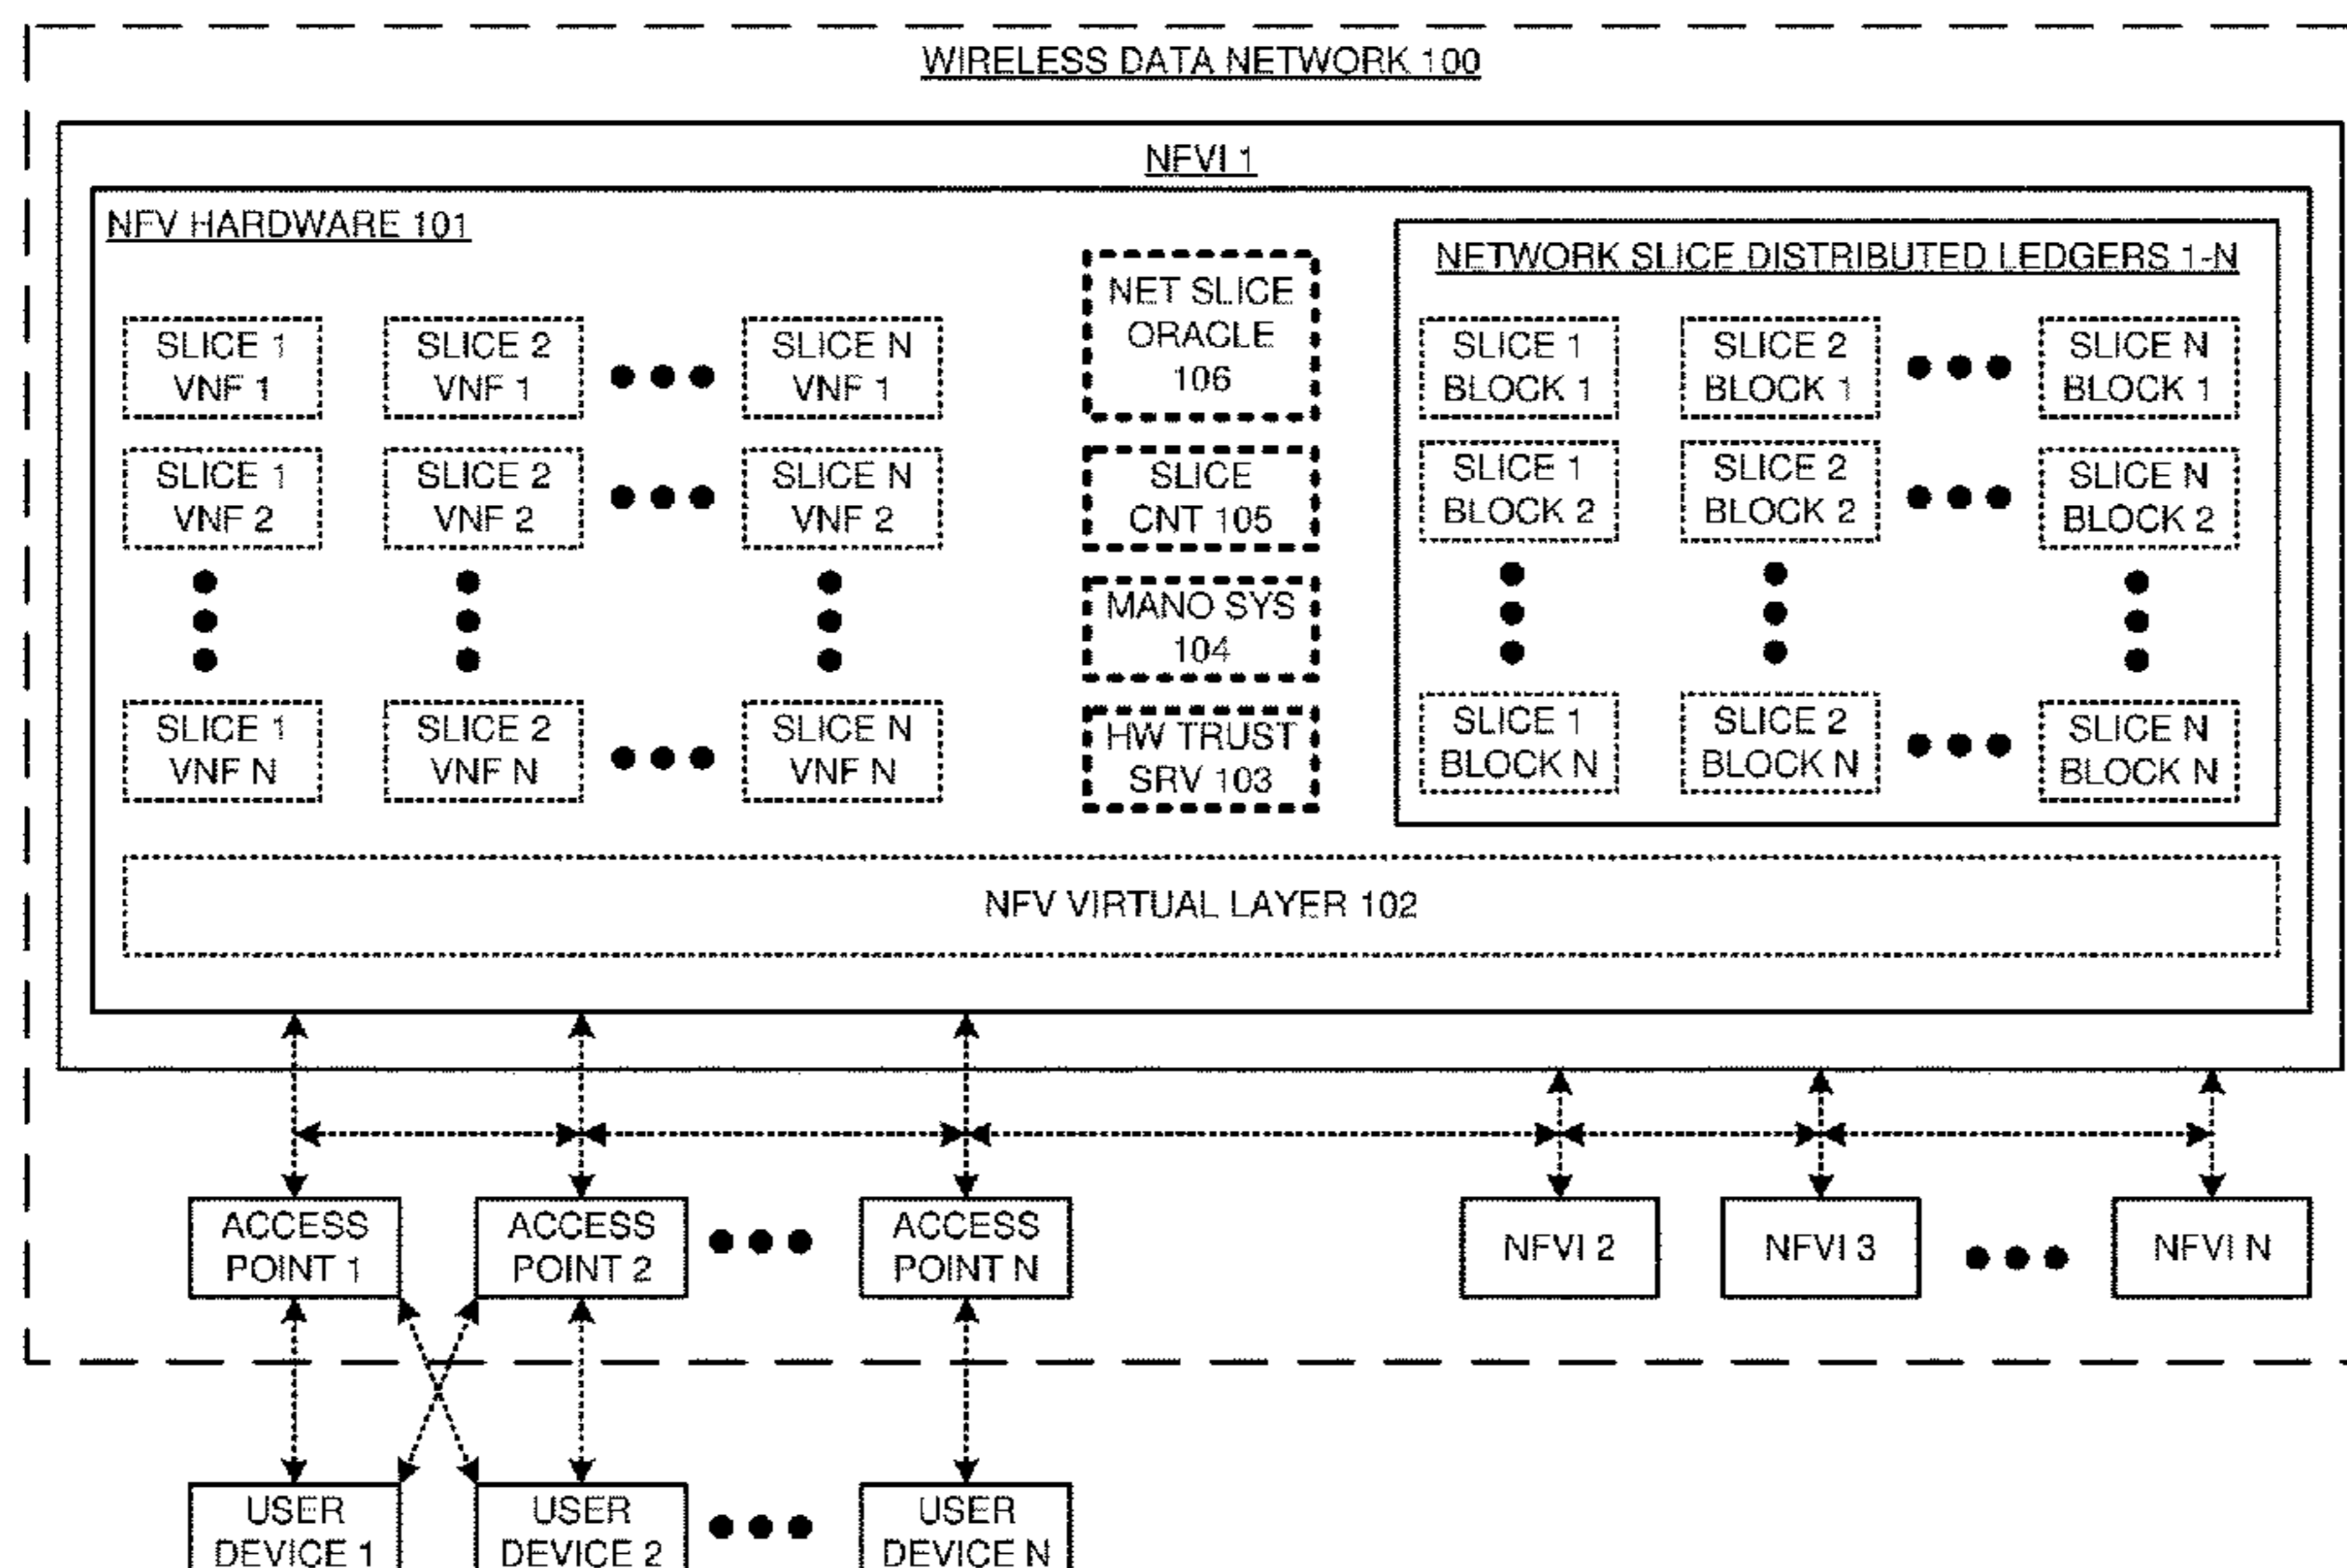 WIRELESS DATA NETWORK 100
NFVI 1
NFV HARDWARE 101
SLICE 1
VNF 1
SLICE 2
VNF 1
SLICE N
VNF 1
SLICE 1
VNF 2
SLICE 2
VNF 2
SLICE N
VNF 2
SLICE 1
VNF N
SLICE 2
VNF N
SLICE N
VNF N
NET SLICE
ORACLE
106
SLICE
CNT 105
MANO SYS
104
HW TRUST
SRV 103
NETWORK SLICE DISTRIBUTED LEDGERS 1-N
SLICE 1
BLOCK 1
SLICE 2
BLOCK 1
SLICE N
BLOCK 1
SLICE 1
BLOCK 2
SLICE 2
BLOCK 2
SLICE N
BLOCK 2
SLICE 1
BLOCK N
SLICE 2
BLOCK N
SLICE N
BLOCK N
NFV VIRTUAL LAYER 102
ACCESS
POINT 1
ACCESS
POINT 2
ACCESS
POINT N
NFVI 2
NFVI 3
NFVI N
USER
DEVICE 1
USER
DEVICE 2
USER
DEVICE N